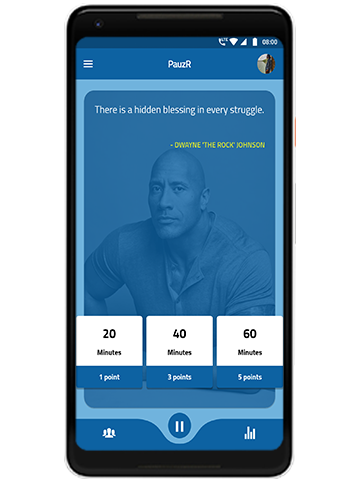 LTE 08:00
PauzR
There is a hidden blessing in every struggle.
- DWAYNE 'THE ROCK' JOHNSON
20 40 60
Minutes Minutes Minutes
1 point 3 points 5 points